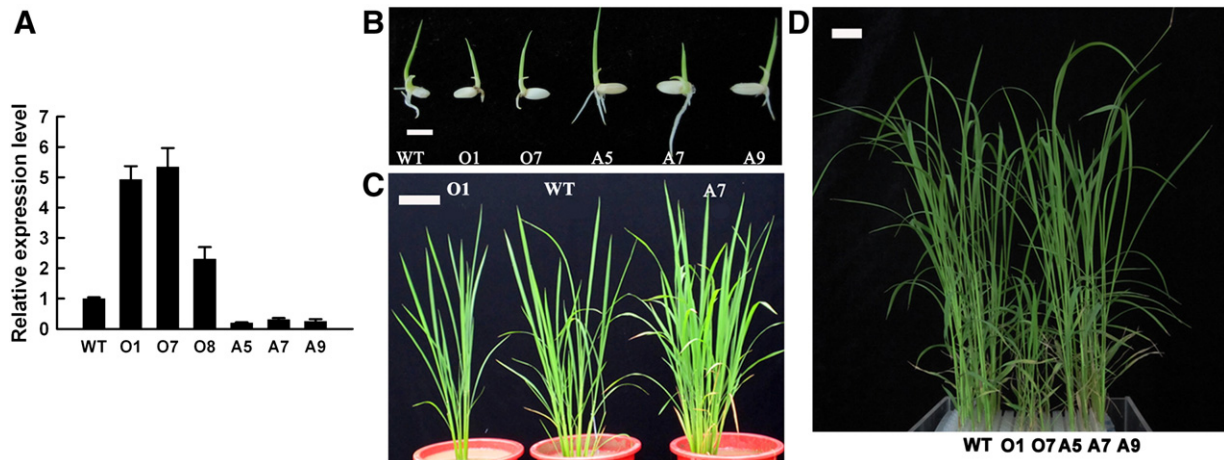 A
Relative expression level
7
6
5
4
3
2
1
0
WT O1 O7 O8 A5 A7 A9
B
WT O1 O7 A5 A7 A9
C
O1 WT A7
D
WT O1 O7 A5 A7 A9